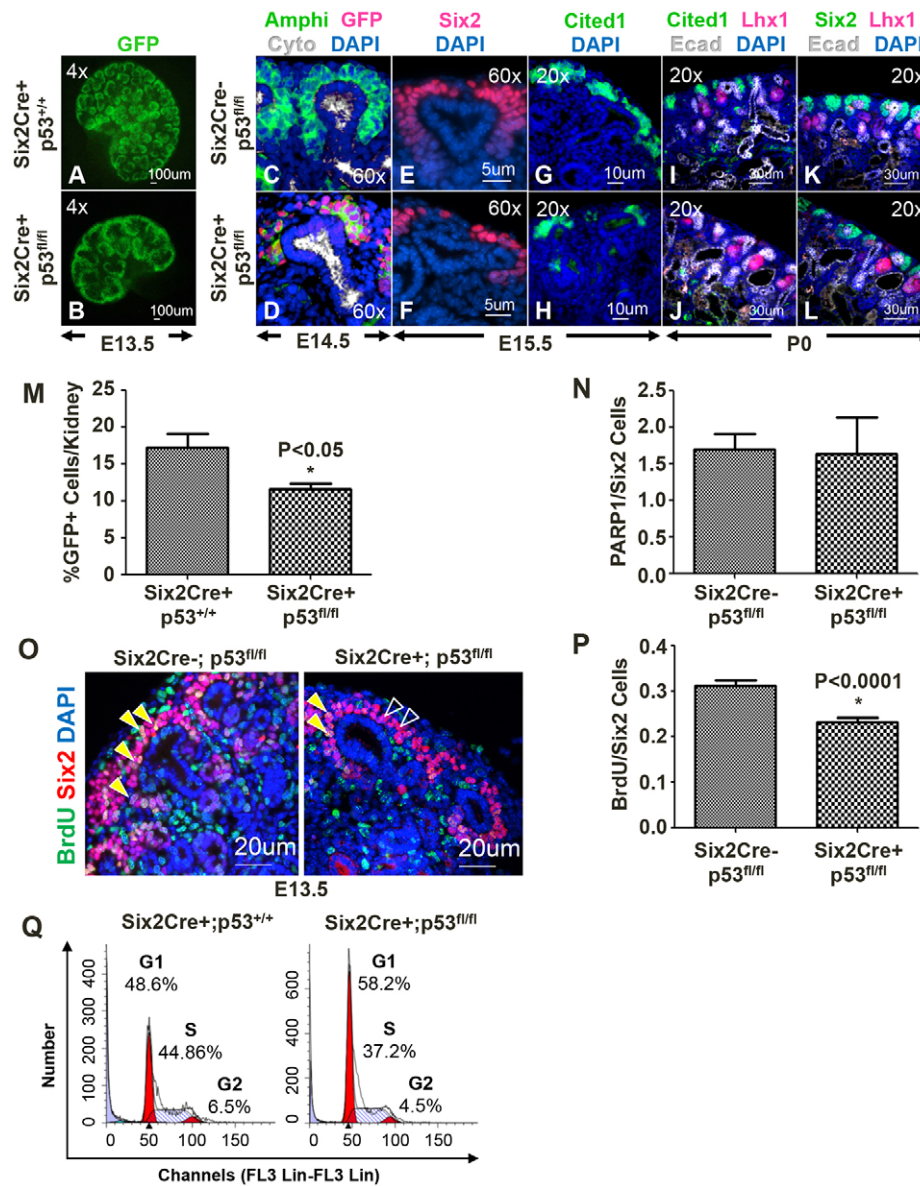 GFP
Amphi GFP
Cyto DAPI
Six2
DAPI
Cited1
DAPI
Cited1 Lhx1
Ecad DAPI
Six2 Lhx1
Ecad DAPI
Six2Cre+
p53+/+
4x
A
100um
Six2Cre-
p53fl/fl
C
60x
60x
E
5um
20x
G
10um
20x
I
30um
20x
K
30um
Six2Cre+
p53fl/fl
4x
B
100um
Six2Cre+
p53fl/fl
D
60x
60x
F
5um
20x
H
10um
20x
J
30um
20x
L
30um
E13.5
E14.5
E15.5
P0
M
%GFP+ Cells/Kidney
25
20
15
10
5
0
P<0.05
*
Six2Cre+
p53+/+
Six2Cre+
p53fl/fl
N
PARP1/Six2 Cells
2.5
2.0
1.5
1.0
0.5
0.0
Six2Cre-
p53fl/fl
Six2Cre+
p53fl/fl
O
Six2Cre-; p53fl/fl
Six2Cre+; p53fl/fl
BrdU Six2 DAPI
20um
20um
E13.5
P
BrdU/Six2 Cells
0.3
0.2
0.1
0.0
P<0.0001
*
Six2Cre-
p53fl/fl
Six2Cre+
p53fl/fl
Q
Six2Cre+;p53+/+
Six2Cre+;p53fl/fl
Number
400
300
200
100
0
G1
48.6%
S
44.86%
G2
6.5%
0 50 100 150
600
400
200
0
G1
58.2%
S
37.2%
G2
4.5%
0 50 100 150
Channels (FL3 Lin-FL3 Lin)